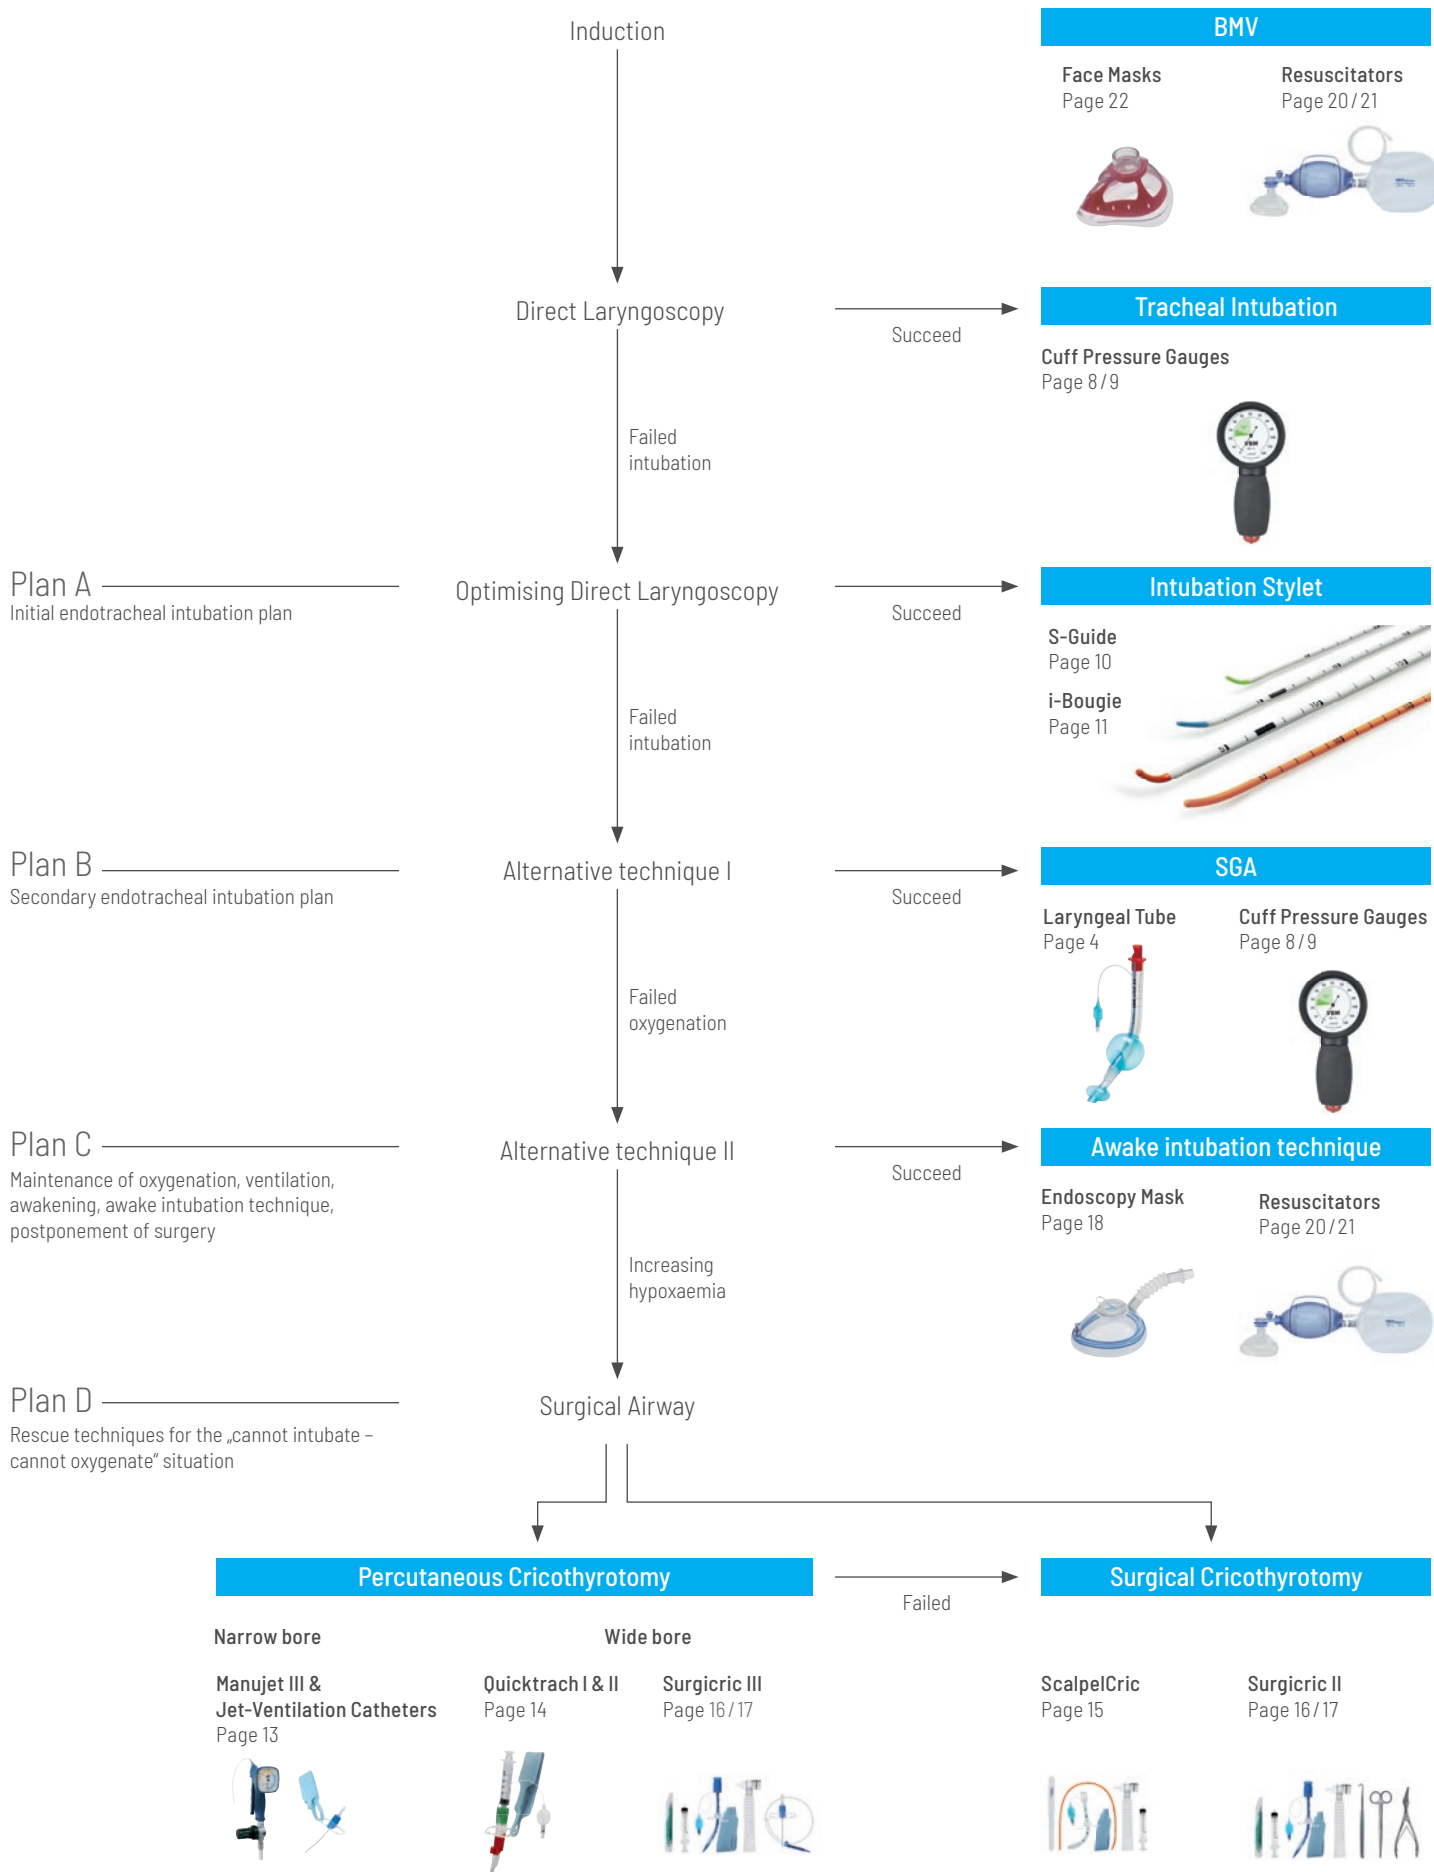 Induction
BMV
Face Masks
Page 22
Resuscitators
Page 20/21
Direct Laryngoscopy
Succeed
Tracheal Intubation
Cuff Pressure Gauges
Page 8/9
VBM
Failed
intubation
Plan A
Initial endotracheal intubation plan
Optimising Direct Laryngoscopy
Succeed
Intubation Stylet
S-Guide
Page 10
i-Bougie
Page 11
Failed
intubation
Plan B
Secondary endotracheal intubation plan
Alternative technique I
Succeed
SGA
Laryngeal Tube
Page 4
Cuff Pressure Gauges
Page 8/9
VBM
Failed
oxygenation
Plan C
Maintenance of oxygenation, ventilation,
awakening, awake intubation technique,
postponement of surgery
Alternative technique II
Succeed
Awake intubation technique
Endoscopy Mask
Page 18
Resuscitators
Page 20/21
Increasing
hypoxaemia
Plan D
Rescue techniques for the „cannot intubate –
cannot oxygenate“ situation
Surgical Airway
Percutaneous Cricothyrotomy
Failed
Surgical Cricothyrotomy
Narrow bore
Wide bore
Manujet III &
Jet-Ventilation Catheters
Page 13
Quicktrach I & II
Page 14
Surgicric III
Page 16/17
ScalpelCric
Page 15
Surgicric II
Page 16/17